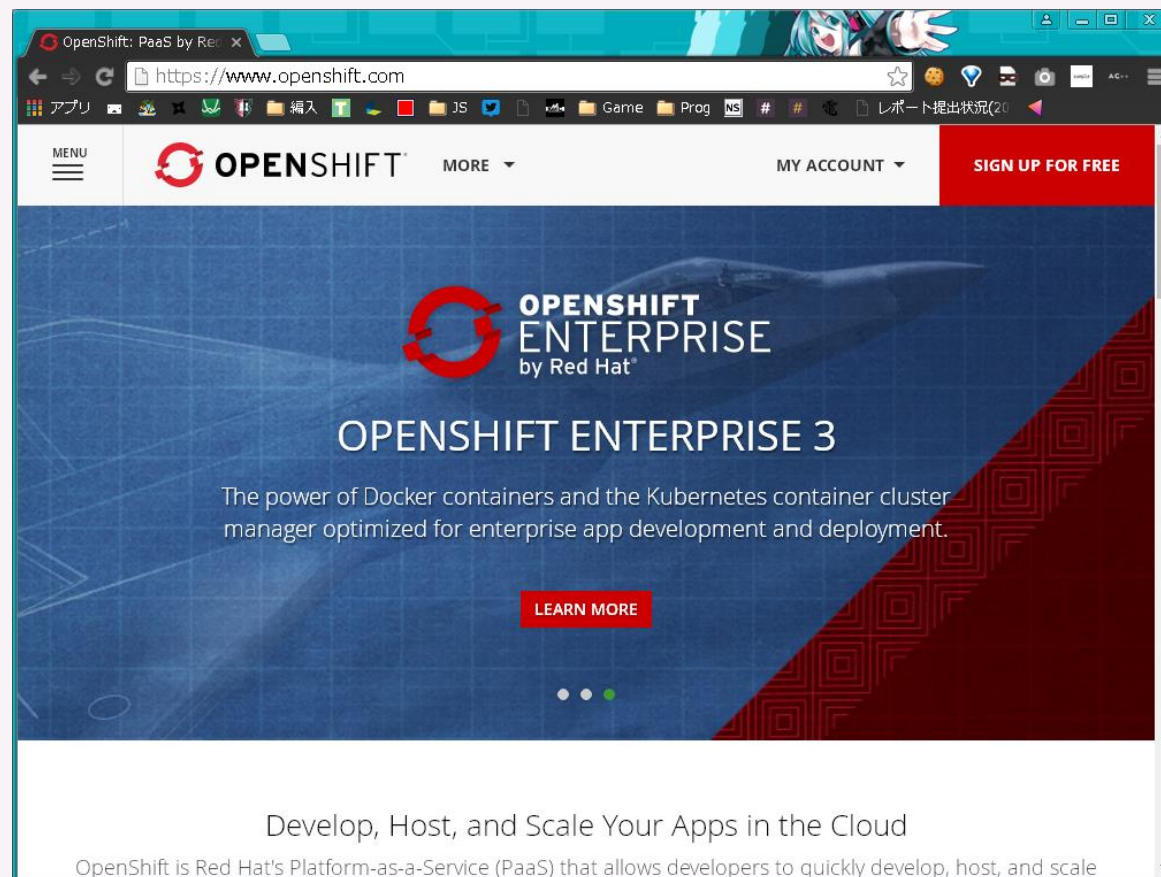 OpenShift: PaaS by Red
https://www.openshift.com
アプリ 編入 T JS Game Prog NS # # レポート提出状況(20
MENU
OPENSHIFT MORE MY ACCOUNT SIGN UP FOR FREE
OPENSHIFT
ENTERPRISE
by Red Hat®
OPENSHIFT ENTERPRISE 3
The power of Docker containers and the Kubernetes container cluster
manager optimized for enterprise app development and deployment.
LEARN MORE
Develop, Host, and Scale Your Apps in the Cloud
OpenShift is Red Hat's Platform-as-a-Service (PaaS) that allows developers to quickly develop, host, and scale